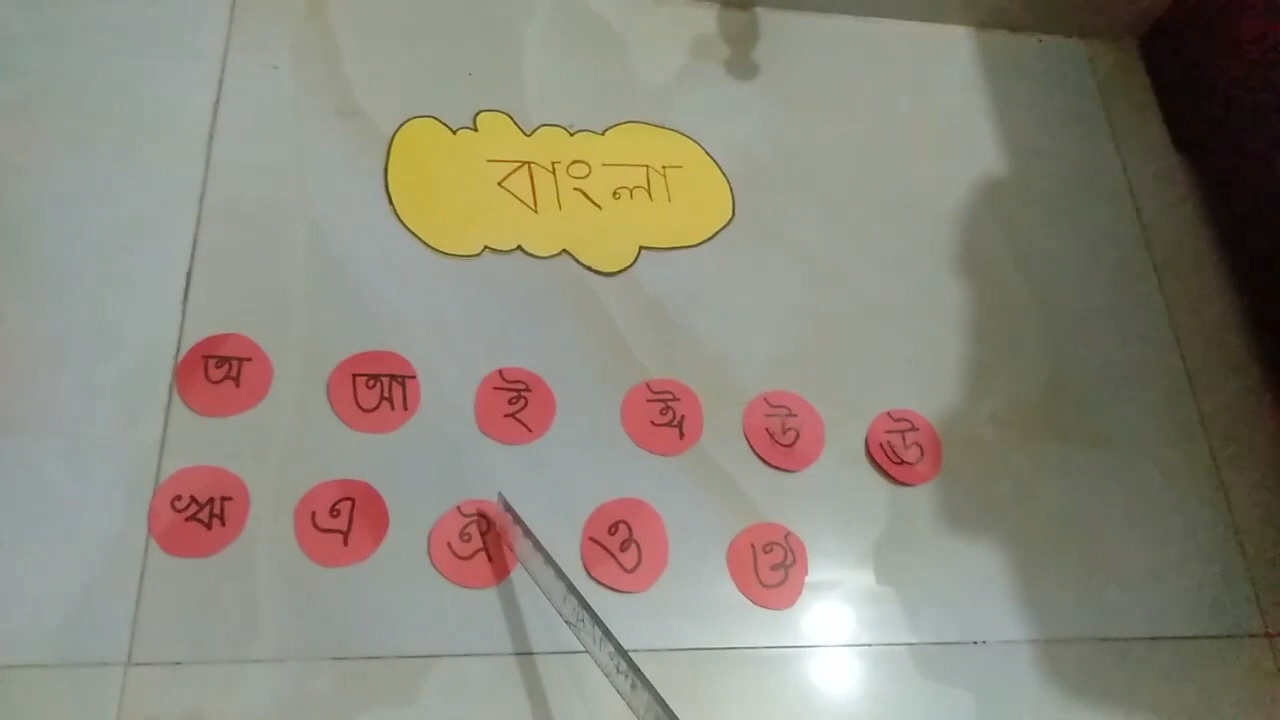 বাংলা
অ আ ই ঈ উ ঊ
ঋ এ ঐ ও ঔ